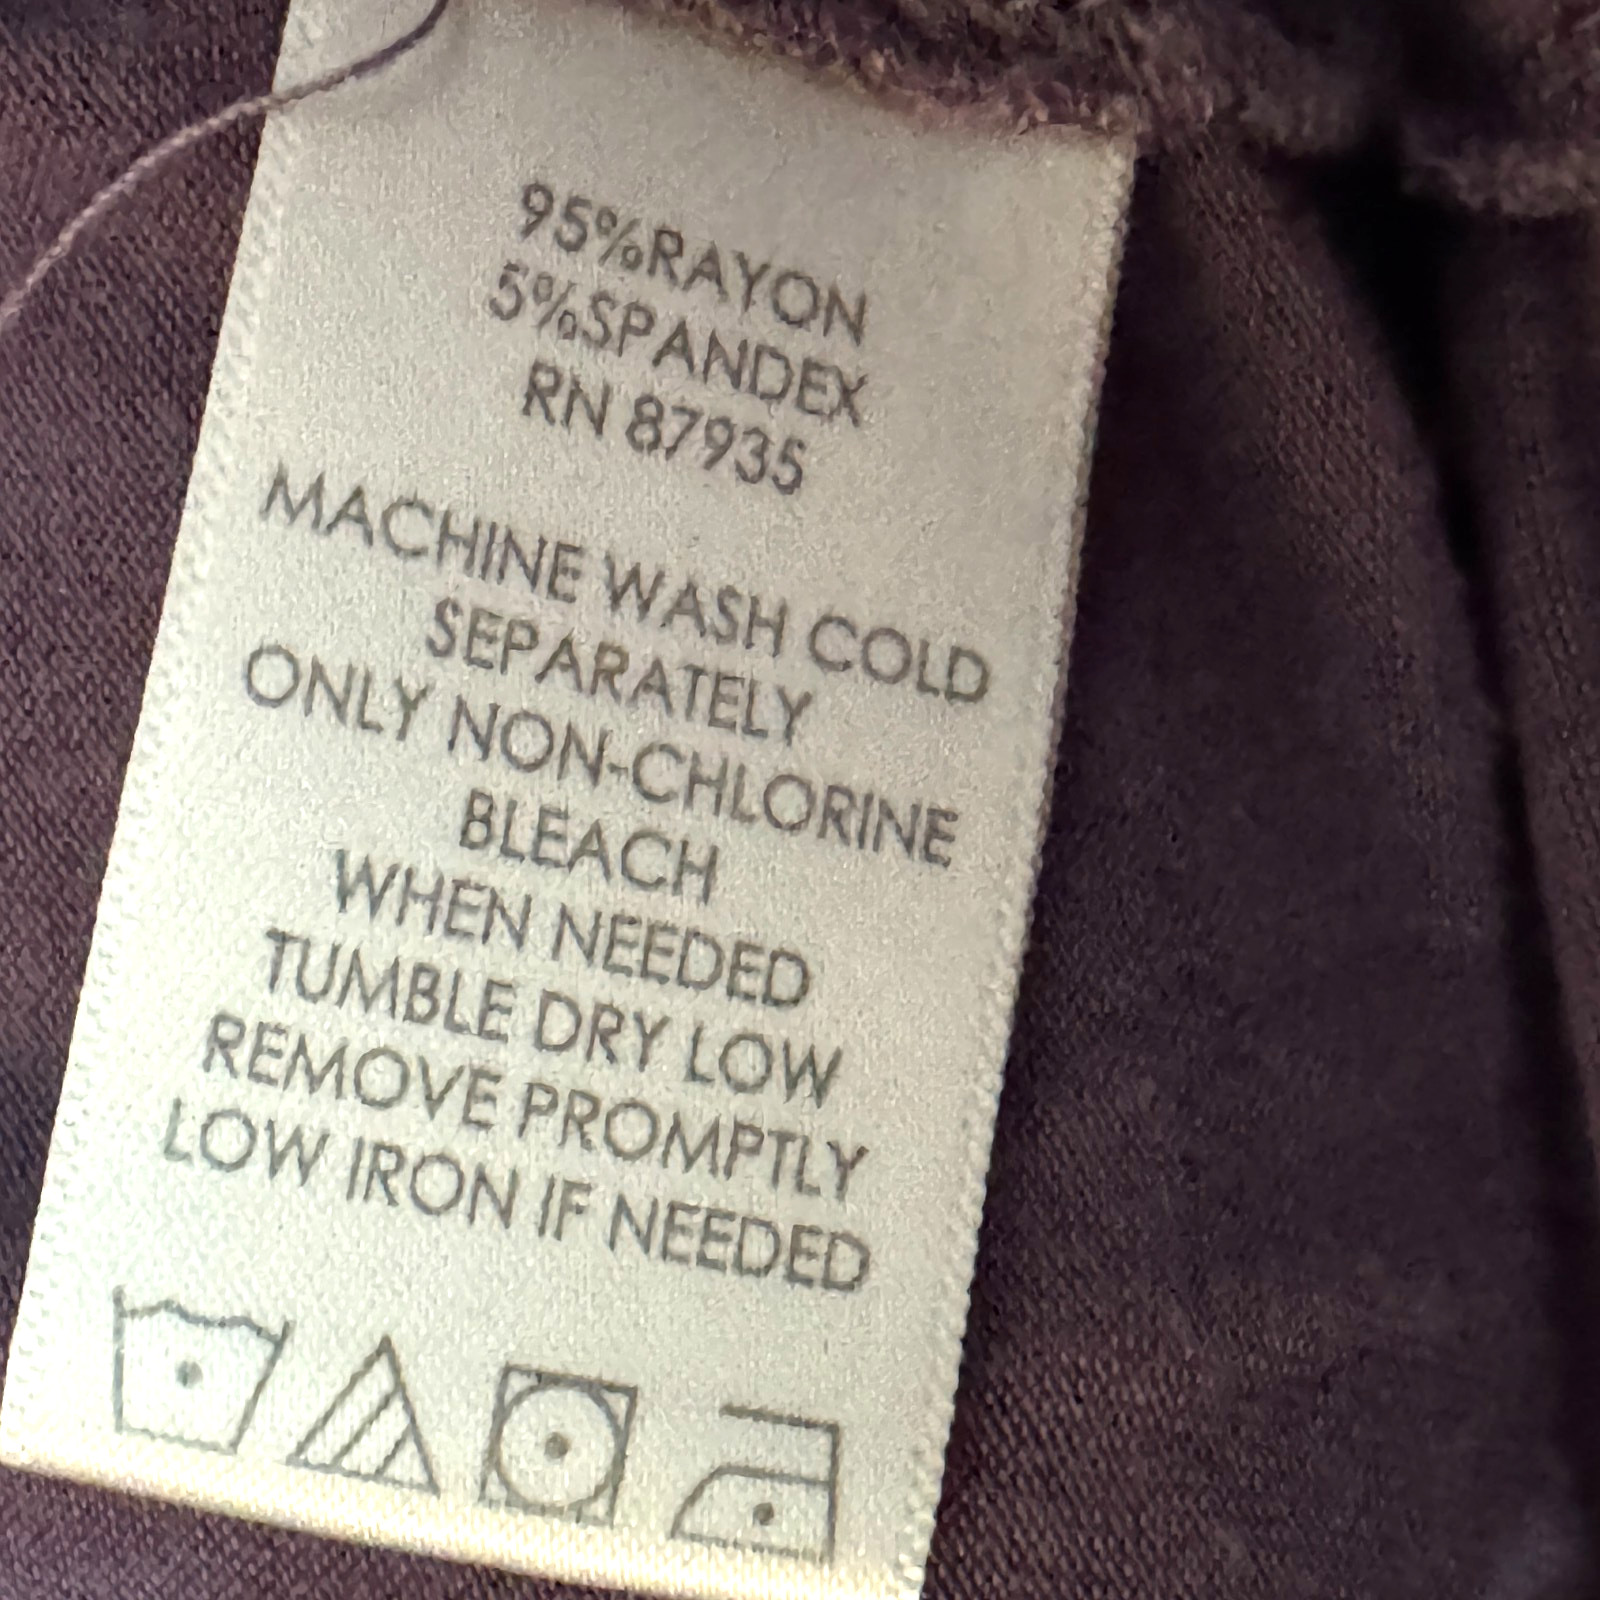 95%RAYON
5%SPANDEX
RN 87935
MACHINE WASH COLD
SEPARATELY
ONLY NON-CHLORINE
BLEACH
WHEN NEEDED
TUMBLE DRY LOW
REMOVE PROMPTLY
LOW IRON IF NEEDED